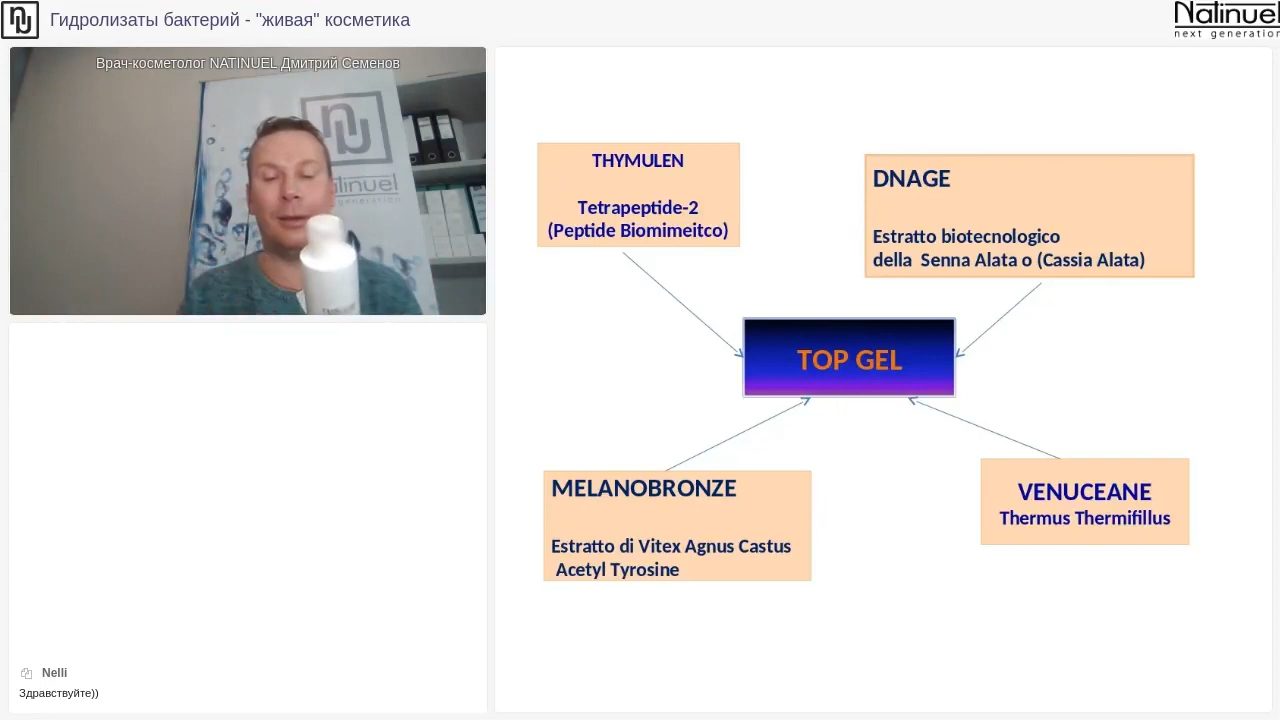 Гидролизаты бактерий - "живая" косметика
Natinuel
next generation
Врач-косметолог NATINUEL Дмитрий Семенов
THYMULEN
Tetrapeptide-2
(Peptide Biomimeitco)
DNAGE
Estratto biotecnologico
della Senna Alata o (Cassia Alata)
TOP GEL
MELANOBRONZE
Estratto di Vitex Agnus Castus
Acetyl Tyrosine
VENUCEANE
Thermus Thermifillus
Nelli
Здравствуйте))